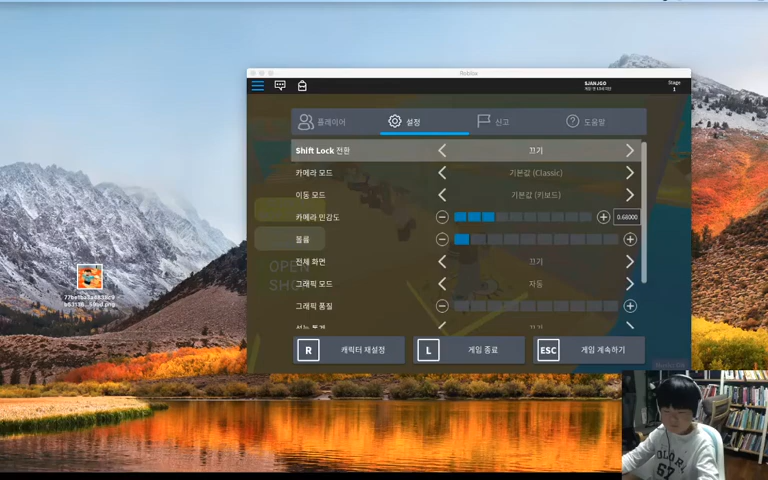 Roblox
SJANJGO
Stage
1
플레이어
설정
신고
도움말
Shift Lock 전환
끄기
카메라 모드
기본값 (Classic)
이동 모드
기본값 (키보드)
카메라 민감도
0.68000
볼륨
전체 화면
끄기
그래픽 모드
자동
그래픽 품질
OPEN
R
캐릭터 재설정
L
게임 종료
ESC
게임 계속하기
67